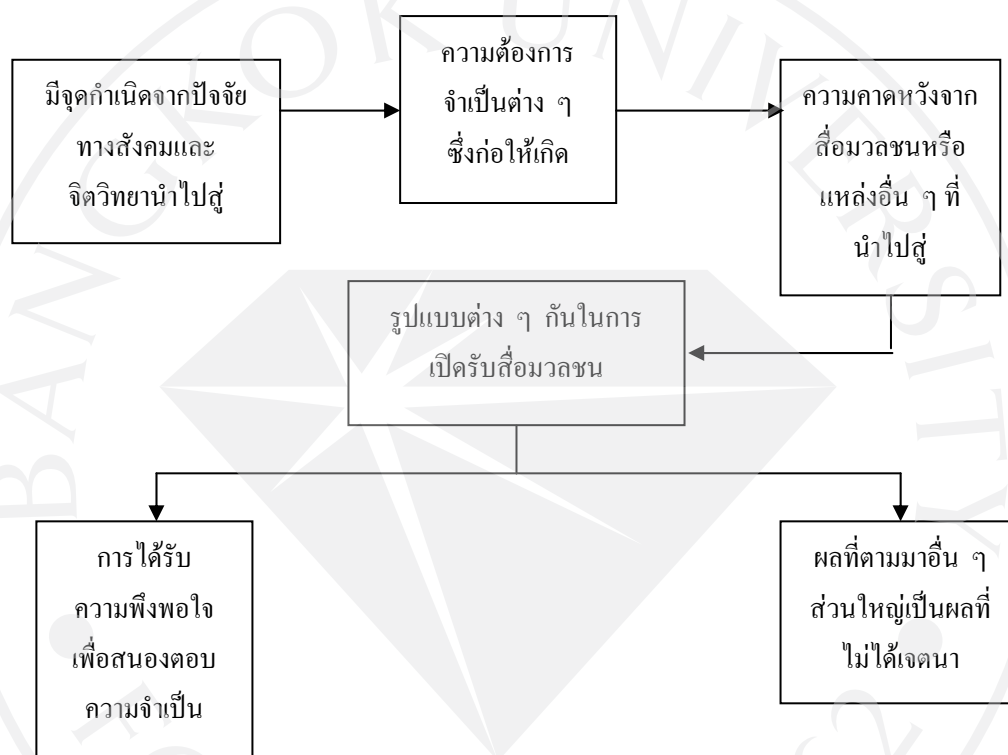 มีจุดกำเนิดจากปัจจัย
ทางสังคมและ
จิตวิทยานำไปสู่
ความต้องการ
จำเป็นต่าง ๆ
ซึ่งก่อให้เกิด
ความคาดหวังจาก
สื่อมวลชนหรือ
แหล่งอื่น ๆ ที่
นำไปสู่
รูปแบบต่าง ๆ กันในการ
เปิดรับสื่อมวลชน
การได้รับ
ความพึงพอใจ
เพื่อสนองตอบ
ความจำเป็น
ผลที่ตามมาอื่น ๆ
ส่วนใหญ่เป็นผลที่
ไม่ได้เจตนา
BANGKOK UNIVERSITY